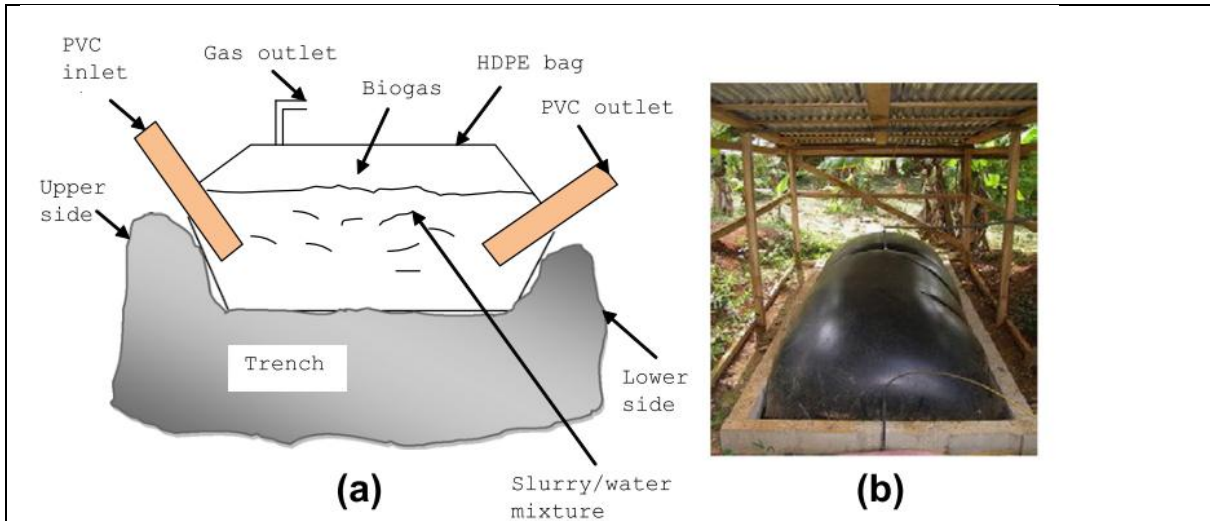 PVC
inlet
Gas outlet
HDPE bag
Biogas
PVC outlet
Upper
side
Trench
Lower
side
Slurry/water
mixture
(a)
(b)